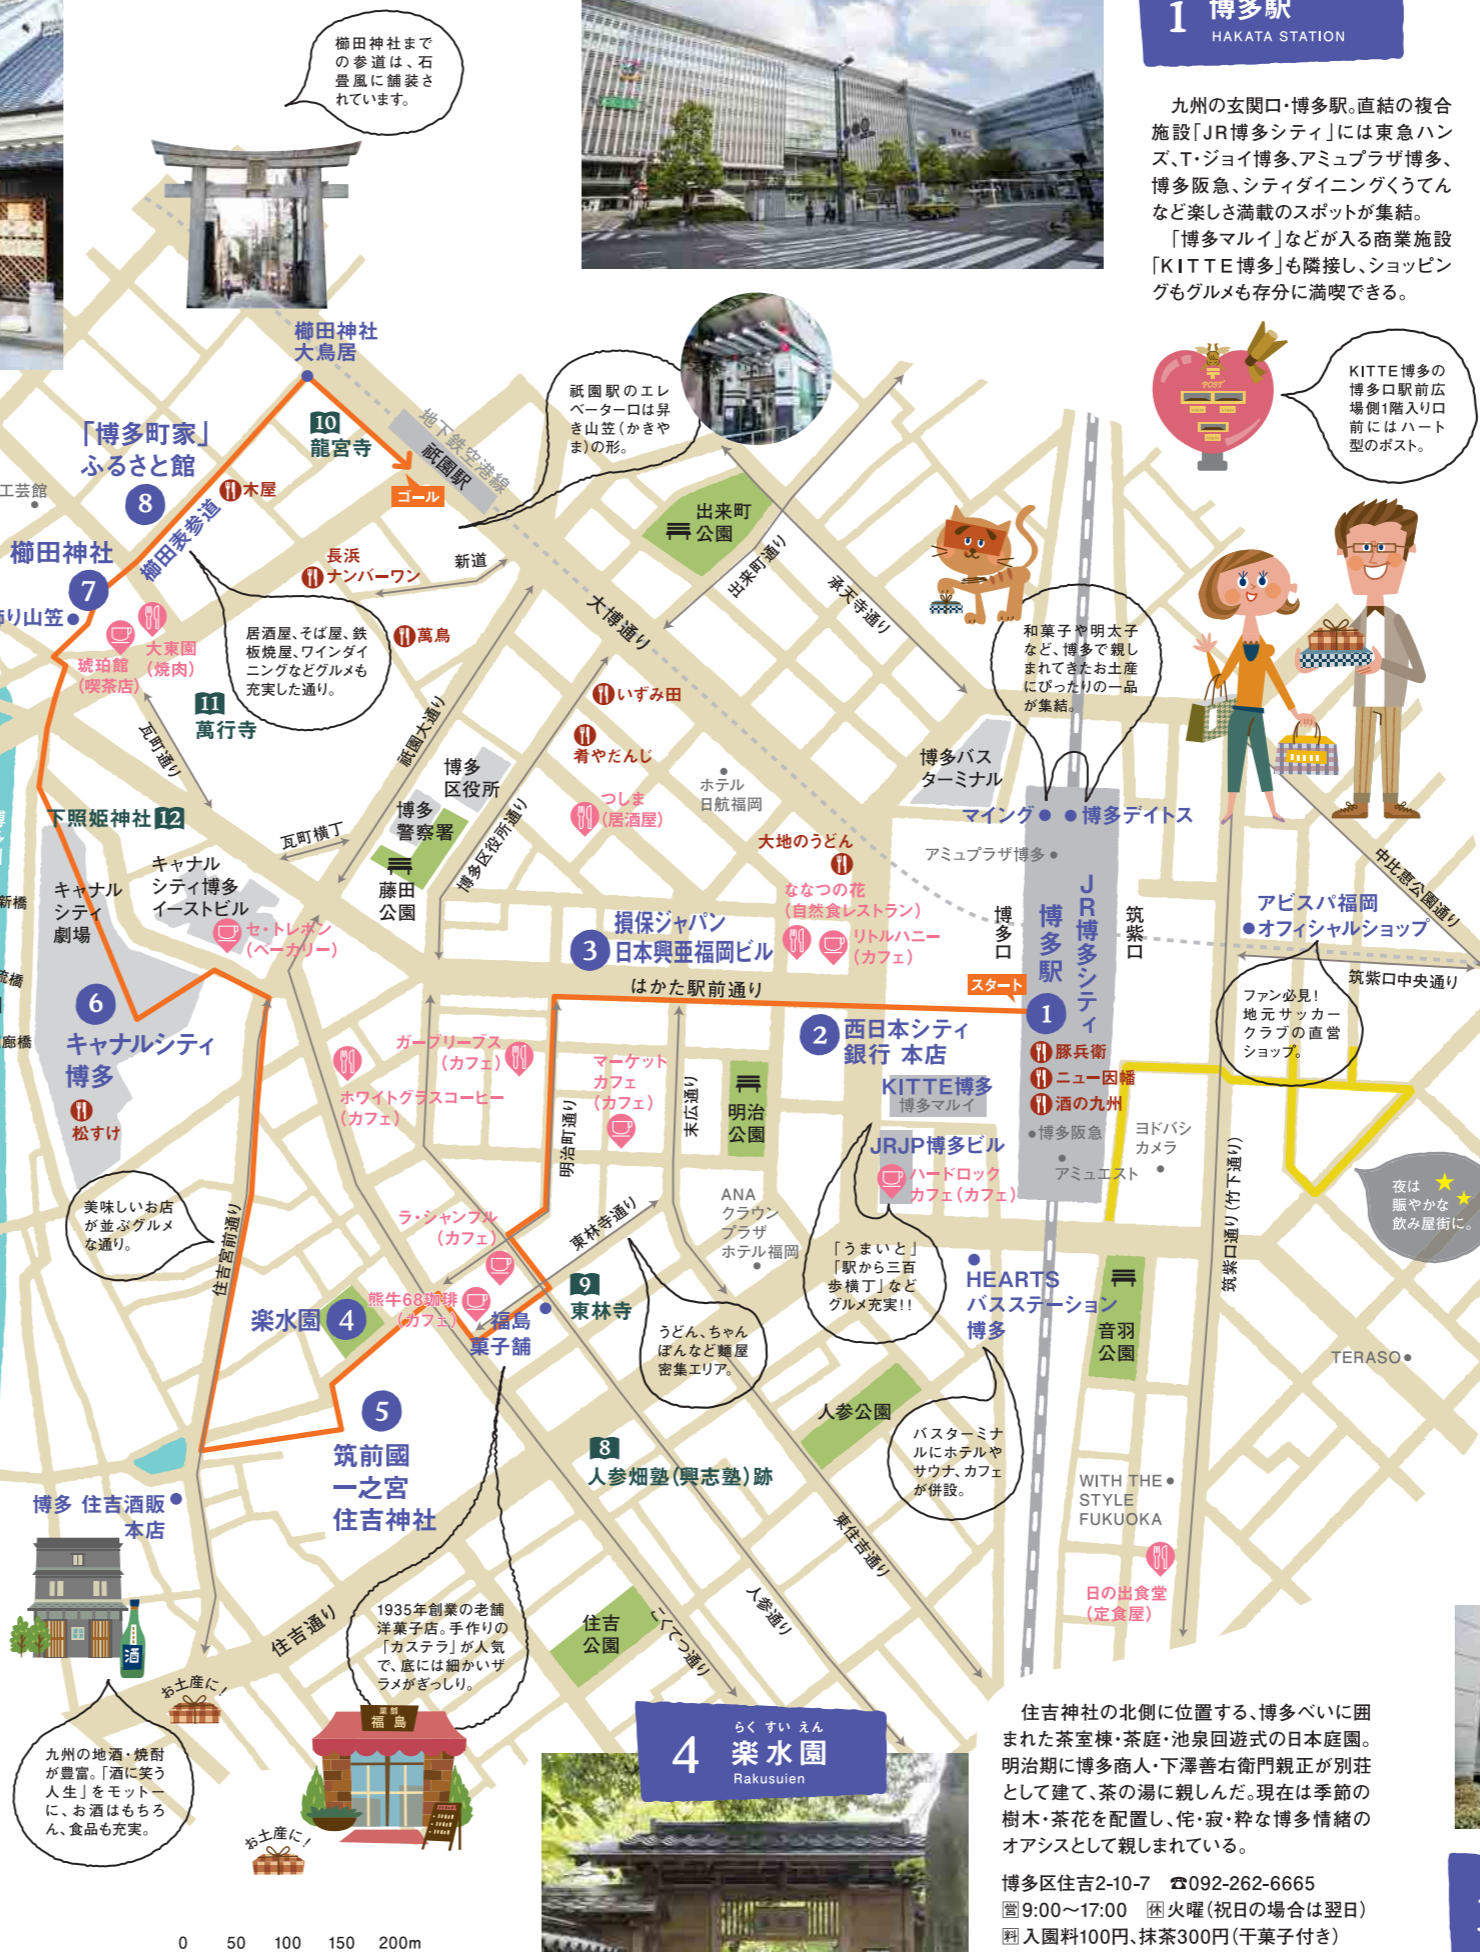 櫛田神社まで
の参道は、石
畳風に舗装さ
れています。
1 博多駅
HAKATA STATION
九州の玄関口・博多駅。直結の複合
施設「JR博多シティ」には東急ハン
ズ、T・ジョイ博多、アミュプラザ博多、
博多阪急、シティダイニングくうてん
など楽しさ満載のスポットが集結。
「博多マルイ」などが入る商業施設
「KITTE博多」も隣接し、ショッピン
グもグルメも存分に満喫できる。
KITTE博多の
博多口駅前広
場側1階入り口
前にはハート
型のポスト。
POST
櫛田神社
大鳥居
祇園駅のエレ
ベーター口は舁
き山笠(かきや
ま)の形。
「博多町家」
ふるさと館
8
10
龍宮寺
地下鉄空港線
祇園駅
ゴール
木屋
櫛田表参道
工芸館
櫛田神社
7
飾り山笠
長浜
ナンバーワン
新道
出来町
公園
出来町通り
承天寺通り
大博通り
琥珀館
(喫茶店)
大東園
(焼肉)
居酒屋、そば屋、鉄
板焼屋、ワインダイ
ニングなどグルメも
充実した通り。
萬鳥
和菓子や明太子
など、博多で親し
まれてきたお土産
にぴったりの一品
が集結。
11
萬行寺
瓦町通り
祇園大通り
いずみ田
肴やだんじ
博多
区役所
つしま
(居酒屋)
ホテル
日航福岡
博多バス
ターミナル
マイング
博多デイトス
下照姫神社 12
瓦町横丁
博多
警察署
博多区役所通り
藤田
公園
大地のうどん
アミュプラザ博多
中比恵公園通り
新橋
キャナル
シティ
劇場
キャナル
シティ博多
イーストビル
セ・トレボン
(ベーカリー)
ななつの花
(自然食レストラン)
リトルハニー
(カフェ)
3 損保ジャパン
日本興亜福岡ビル
博多口
博多駅
JR博多シティ
筑紫口
アビスパ福岡
オフィシャルショップ
筑紫口中央通り
流橋
はかた駅前通り
スタート
1
ファン必見!
地元サッカー
クラブの直営
ショップ。
6
キャナルシティ
博多
廊橋
松すけ
2 西日本シティ
銀行 本店
豚兵衛
ニュー因幡
酒の九州
ガーブリーブス
(カフェ)
ホワイトグラスコーヒー
(カフェ)
マーケット
カフェ
(カフェ)
明治町通り
末広通り
明治
公園
KITTE博多
博多マルイ
博多阪急
ヨドバシ
カメラ
アミュエスト
JRJP博多ビル
ハードロック
カフェ(カフェ)
夜は
賑やかな
飲み屋街に。
美味しいお店
が並ぶグルメ
な通り。
住吉宮前通り
ラ・シャンブル
(カフェ)
東林寺通り
ANA
クラウン
プラザ
ホテル福岡
「うまいと」
「駅から三百
歩横丁」など
グルメ充実!!
筑紫口通り(竹下通り)
HEARTS
バスステーション
博多
音羽
公園
楽水園 4
熊牛68珈琲
(カフェ)
福島
菓子舗
9
東林寺
うどん、ちゃん
ぽんなど麺屋
密集エリア。
TERASO
5
筑前國
一之宮
住吉神社
人参公園
バスターミナ
ルにホテルや
サウナ、カフェ
が併設。
8
人参畑塾(興志塾)跡
WITH THE
STYLE
FUKUOKA
博多 住吉酒販
本店
東住吉通り
日の出食堂
(定食屋)
人参通り
住吉通り
住吉
公園
こくてつ通り
1935年創業の老舗
洋菓子店。手作りの
「カステラ」が人気
で、底には細かいザ
ラメがぎっしり。
酒
お土産に!
九州の地酒・焼酎
が豊富。「酒に笑う
人生」をモットー
に、お酒はもちろ
ん、食品も充実。
菓舗
福島
お土産に!
4 楽水園
らくすいえん
Rakusuien
住吉神社の北側に位置する、博多べいに囲
まれた茶室棟・茶庭・池泉回遊式の日本庭園。
明治期に博多商人・下澤善右衛門親正が別荘
として建て、茶の湯に親しんだ。現在は季節の
樹木・茶花を配置し、侘・寂・粋な博多情緒の
オアシスとして親しまれている。
博多区住吉2-10-7 ☎092-262-6665
営9:00〜17:00 休火曜(祝日の場合は翌日)
料入園料100円、抹茶300円(干菓子付き)
0 50 100 150 200m